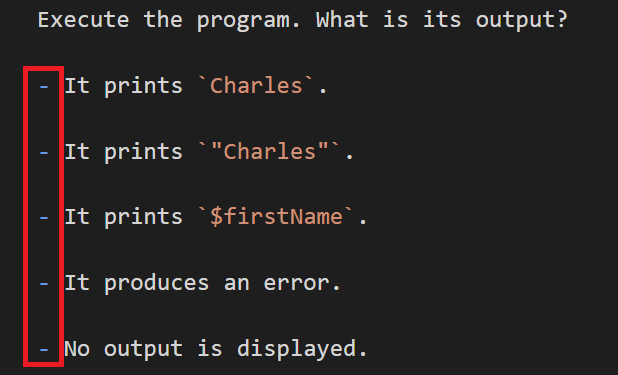 Execute the program. What is its output?
- It prints `Charles`.
- It prints `"Charles"`.
- It prints `$firstName`.
- It produces an error.
- No output is displayed.